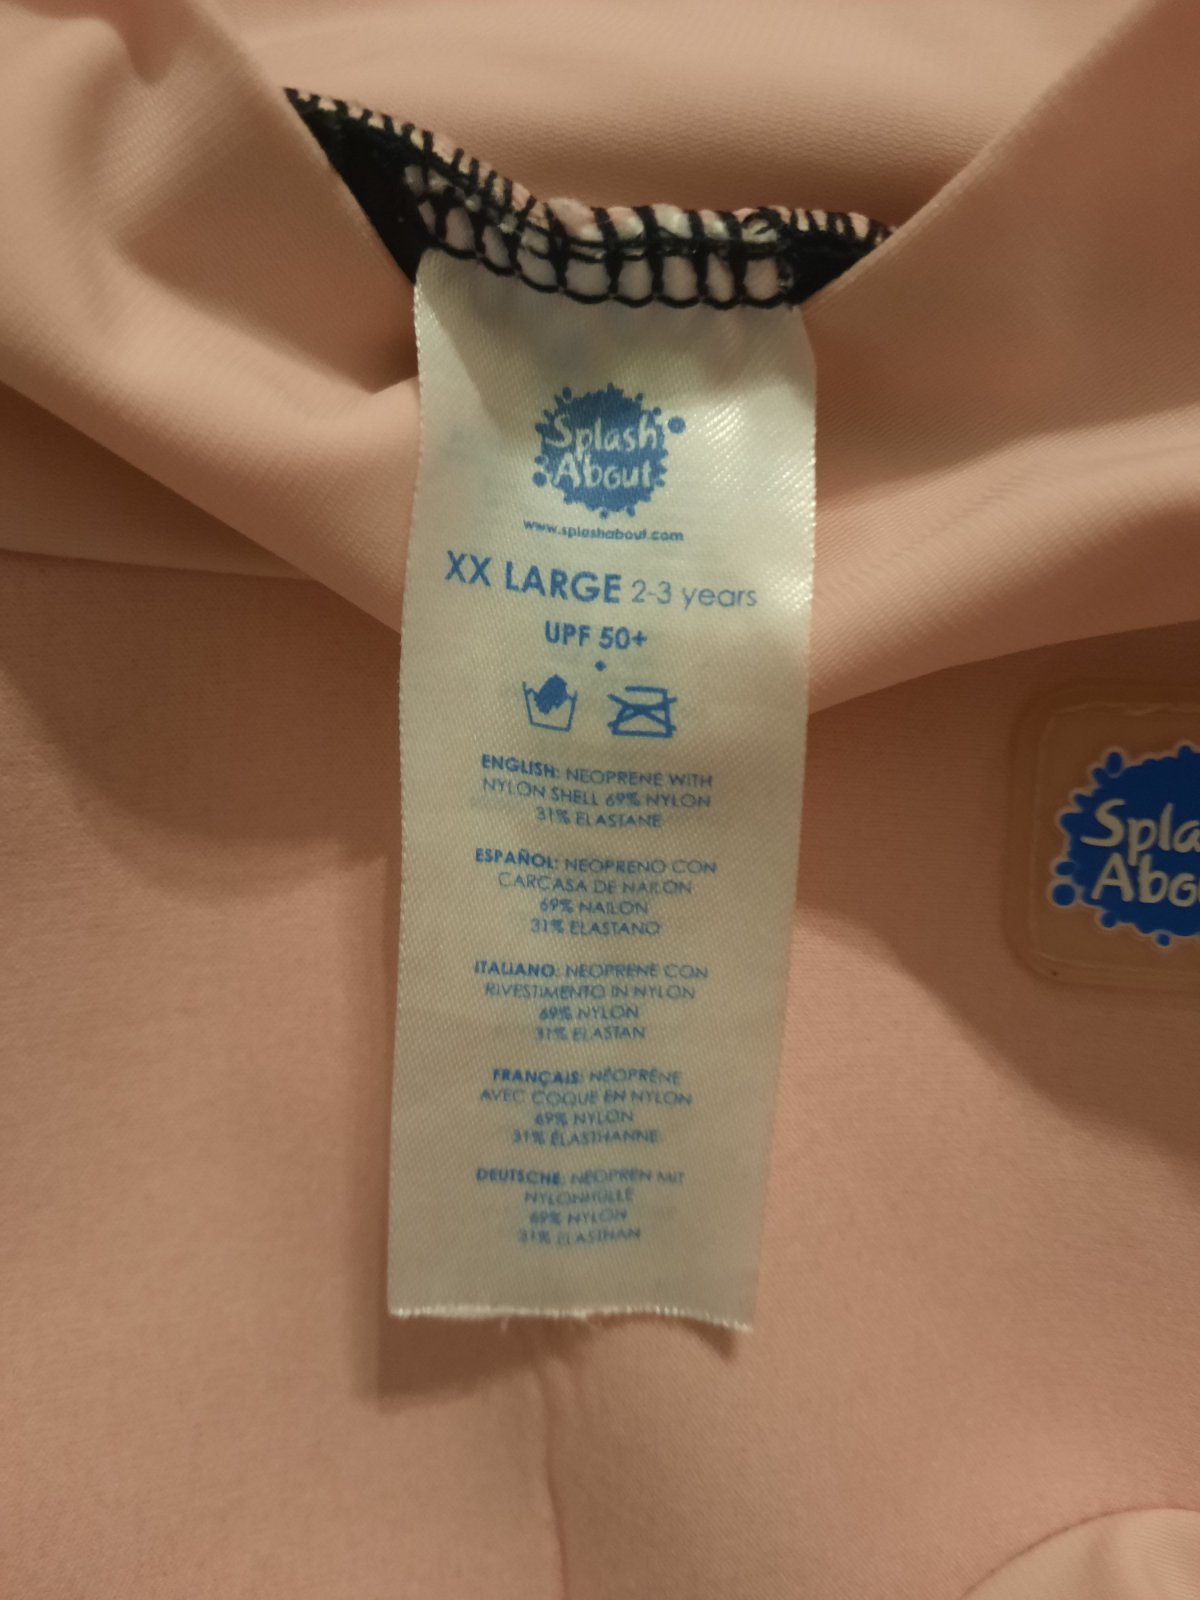 Splash
About
www.splashabout.com
XX LARGE 2-3 years
UPF 50+
ENGLISH: NEOPRENE WITH
NYLON SHELL 69% NYLON
31% ELASTANE
ESPAÑOL: NEOPRENO CON
CARCASA DE NAILON
69% NAILON
31% ELASTANO
ITALIANO: NEOPRENE CON
RIVESTIMENTO IN NYLON
69% NYLON
31% ELASTAN
FRANÇAIS: NÉOPRÈNE
AVEC COQUE EN NYLON
69% NYLON
31% ÉLASTHANNE
DEUTSCHE: NEOPREN MIT
NYLONHÜLLE
69% NYLON
31% ELASTHAN
Spla
Abo